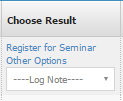 Choose Result
Register for Seminar
Other Options
----Log Note----